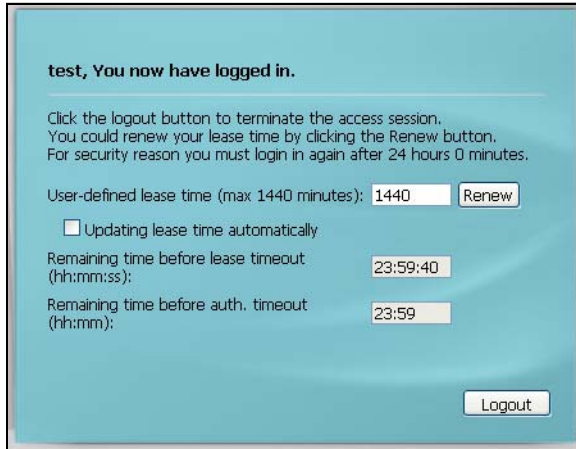 test, You now have logged in.
Click the logout button to terminate the access session.
You could renew your lease time by clicking the Renew button.
For security reason you must login in again after 24 hours 0 minutes.
User-defined lease time (max 1440 minutes): 1440 Renew
Updating lease time automatically
Remaining time before lease timeout
(hh:mm:ss): 23:59:40
Remaining time before auth. timeout
(hh:mm): 23:59
Logout